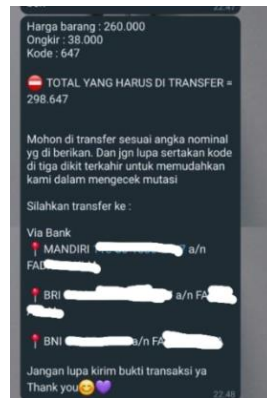 22.47
Harga barang : 260.000
Ongkir : 38.000
Kode : 647
TOTAL YANG HARUS DI TRANSFER =
298.647
Mohon di transfer sesuai angka nominal
yg di berikan. Dan jgn lupa sertakan kode
di tiga dikit terkahir untuk memudahkan
kami dalam mengecek mutasi
Silahkan transfer ke :
Via Bank
📍 MANDIRI a/n
FAD
📍 BRI a/n FA
📍 BNI a/n FA
Jangan lupa kirim bukti transaksi ya
Thank you😊💜
22.48